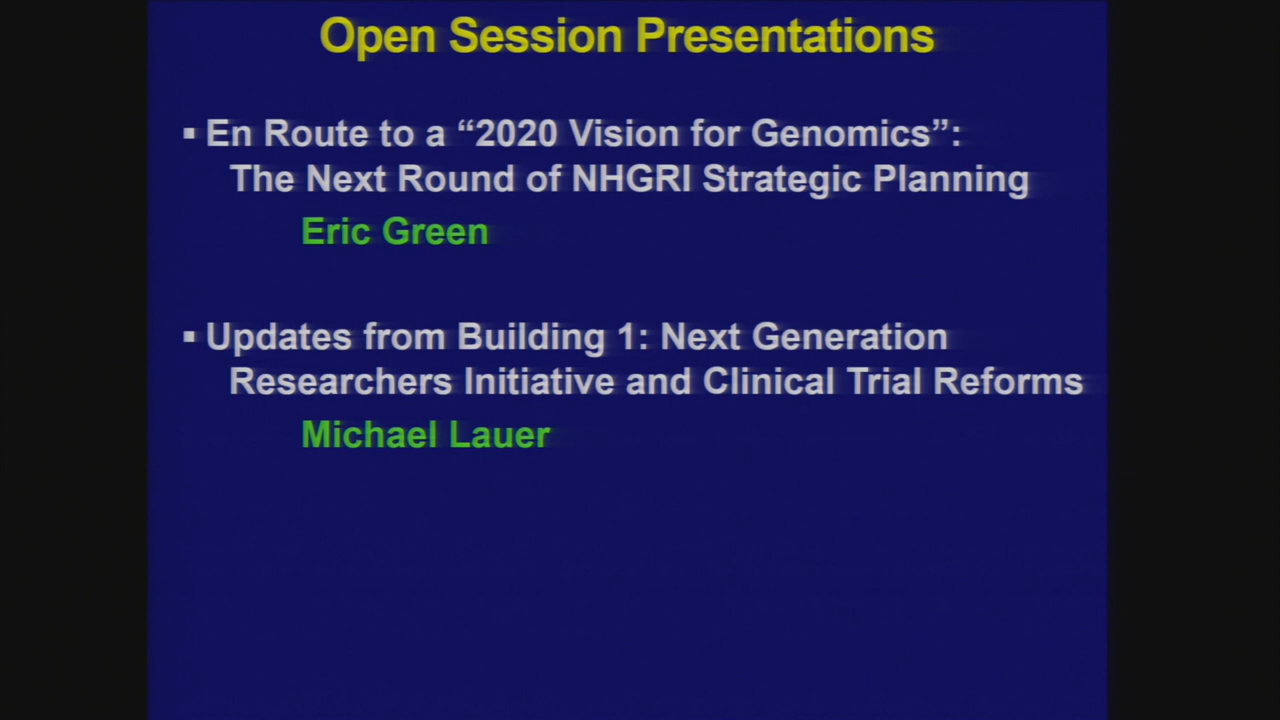 Open Session Presentations
▪ En Route to a “2020 Vision for Genomics”:
The Next Round of NHGRI Strategic Planning
Eric Green
▪ Updates from Building 1: Next Generation
Researchers Initiative and Clinical Trial Reforms
Michael Lauer